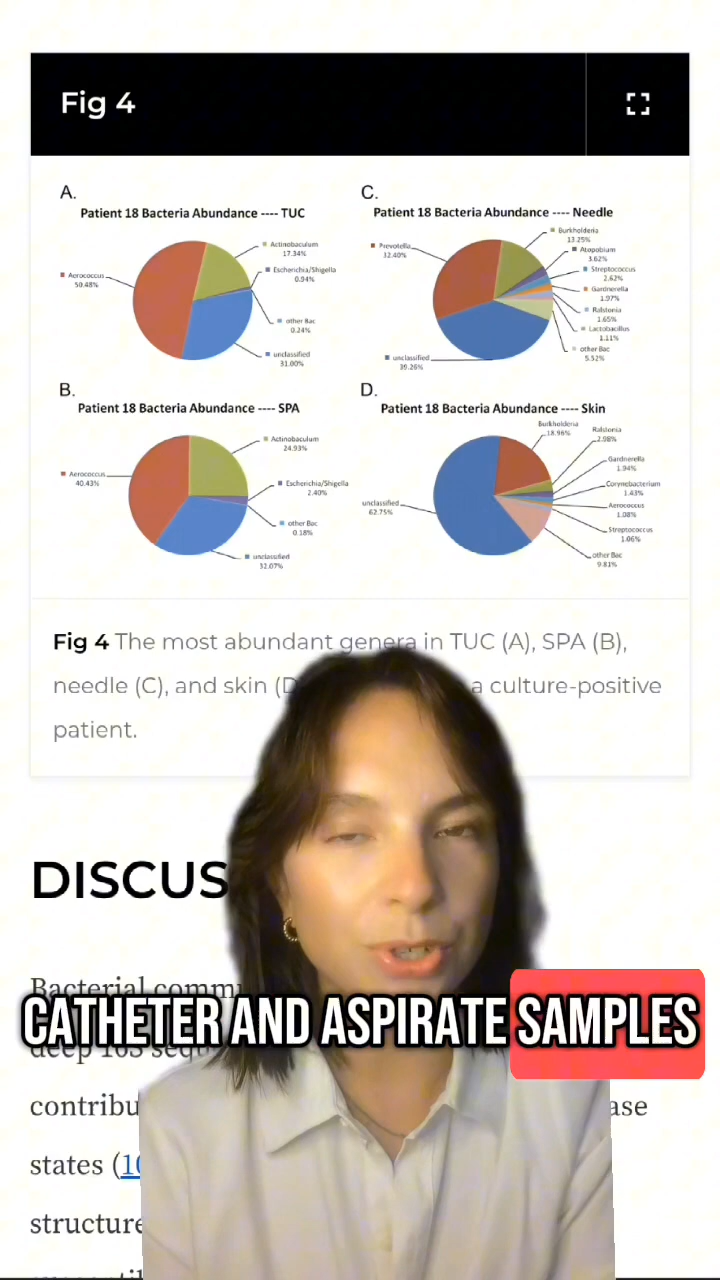 Fig 4
A.
Patient 18 Bacteria Abundance ---- TUC
Actinobaculum
17.34%
Escherichia/Shigella
0.94%
Aerococcus
50.48%
other Bac
0.24%
unclassified
31.00%
C.
Patient 18 Bacteria Abundance ---- Needle
Burkholderia
13.25%
Prevotella
32.40%
Atopobium
3.62%
Streptococcus
2.62%
Gardnerella
1.97%
Ralstonia
1.65%
Lactobacillus
1.11%
other Bac
5.52%
unclassified
39.26%
B.
Patient 18 Bacteria Abundance ---- SPA
Actinobaculum
24.93%
Aerococcus
40.43%
Escherichia/Shigella
2.40%
other Bac
0.18%
unclassified
32.07%
D.
Patient 18 Bacteria Abundance ---- Skin
Burkholderia
18.96%
Ralstonia
2.98%
Gardnerella
1.94%
Corynebacterium
1.43%
Aerococcus
1.08%
Streptococcus
1.06%
other Bac
9.81%
unclassified
62.75%
Fig 4 The most abundant genera in TUC (A), SPA (B),
needle (C), and skin (D a culture-positive
patient.
DISCUS
Bacterial comm
CATHETER AND ASPIRATE SAMPLES
deep 16S sequ
contribu ase
states (10
structure